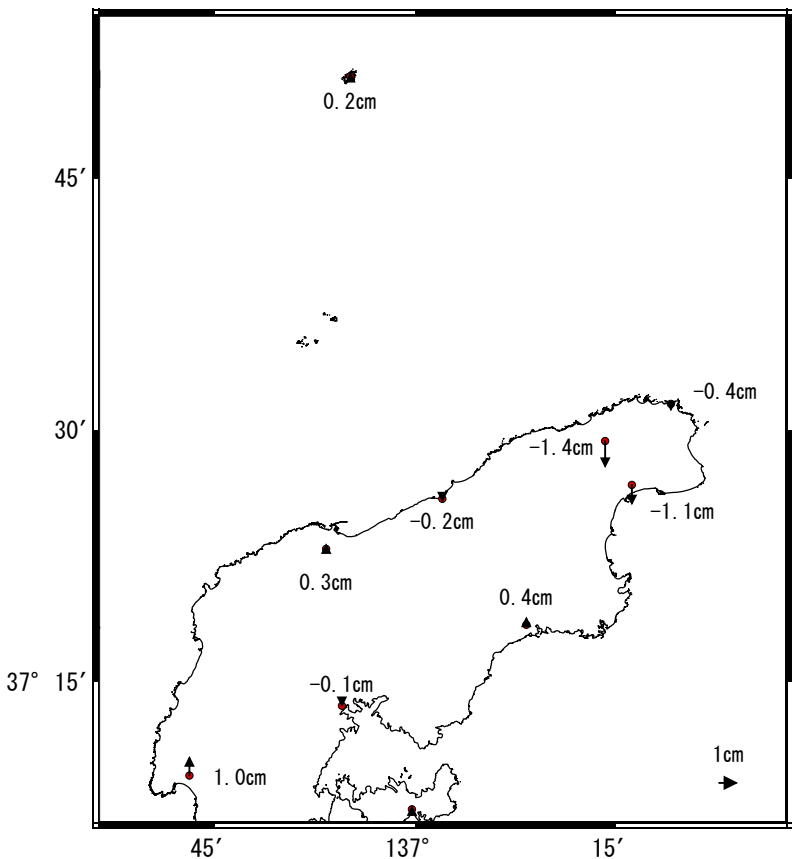 0.2cm
45′
-0.4cm
30′
-1.4cm
-1.1cm
-0.2cm
0.3cm
0.4cm
37° 15′
-0.1cm
1cm
1.0cm
45′
137°
15′